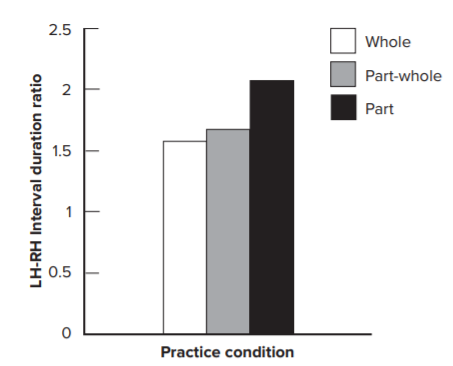 2.5
2
1.5
1
0.5
0
LH-RH Interval duration ratio
Practice condition
Whole
Part-whole
Part